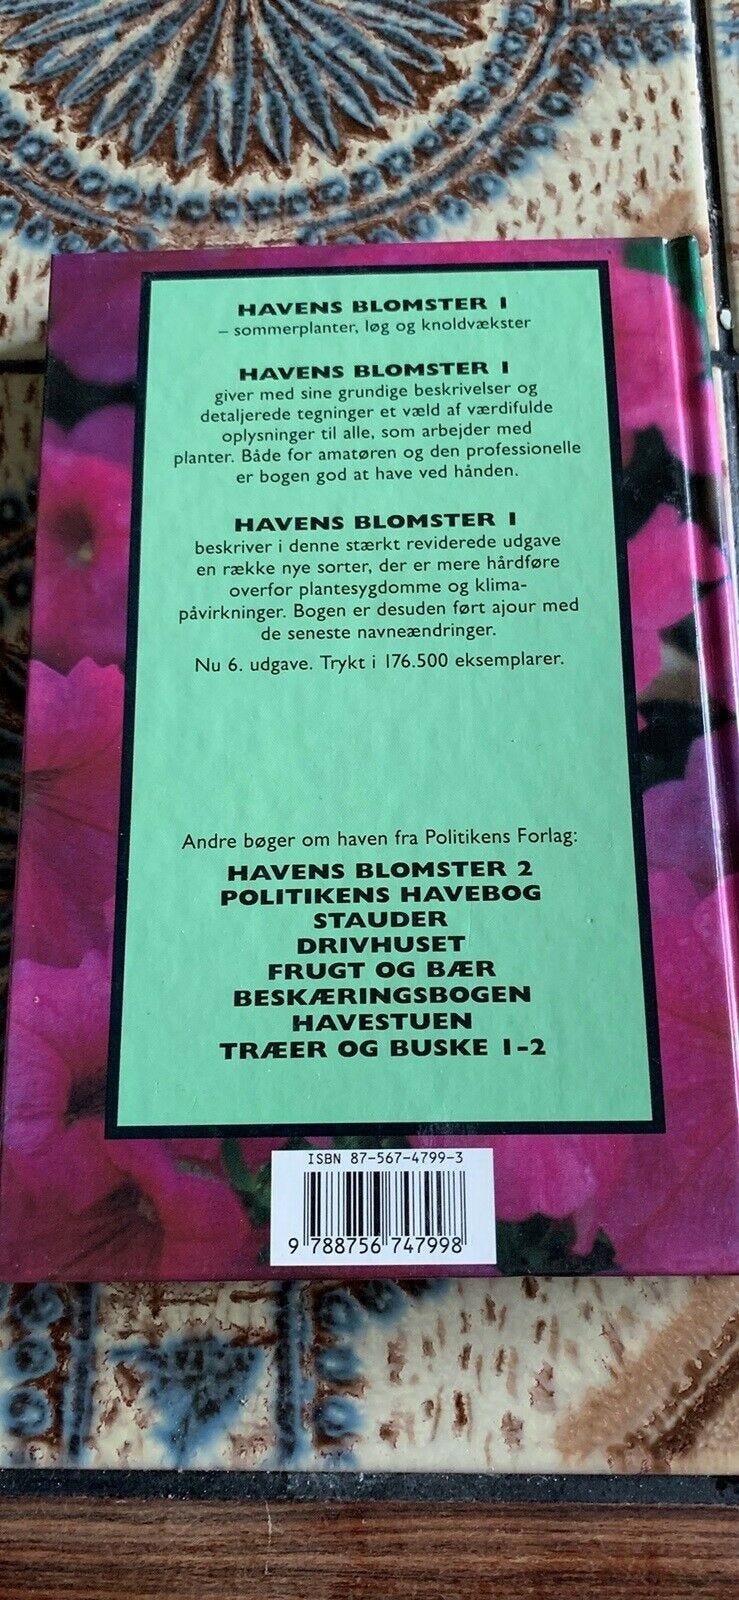 HAVENS BLOMSTER 1
– sommerplanter, løg og knoldvækster
HAVENS BLOMSTER 1
giver med sine grundige beskrivelser og
detaljerede tegninger et væld af værdifulde
oplysninger til alle, som arbejder med
planter. Både for amatøren og den professionelle
er bogen god at have ved hånden.
HAVENS BLOMSTER 1
beskriver i denne stærkt reviderede udgave
en række nye sorter, der er mere hårdføre
overfor plantesygdomme og klima-
påvirkninger. Bogen er desuden ført ajour med
de seneste navneændringer.
Nu 6. udgave. Trykt i 176.500 eksemplarer.
Andre bøger om haven fra Politikens Forlag:
HAVENS BLOMSTER 2
POLITIKENS HAVEBOG
STAUDER
DRIVHUSET
FRUGT OG BÆR
BESKÆRINGSBOGEN
HAVESTUEN
TRÆER OG BUSKE 1-2
ISBN 87-567-4799-3
9 788756 747998